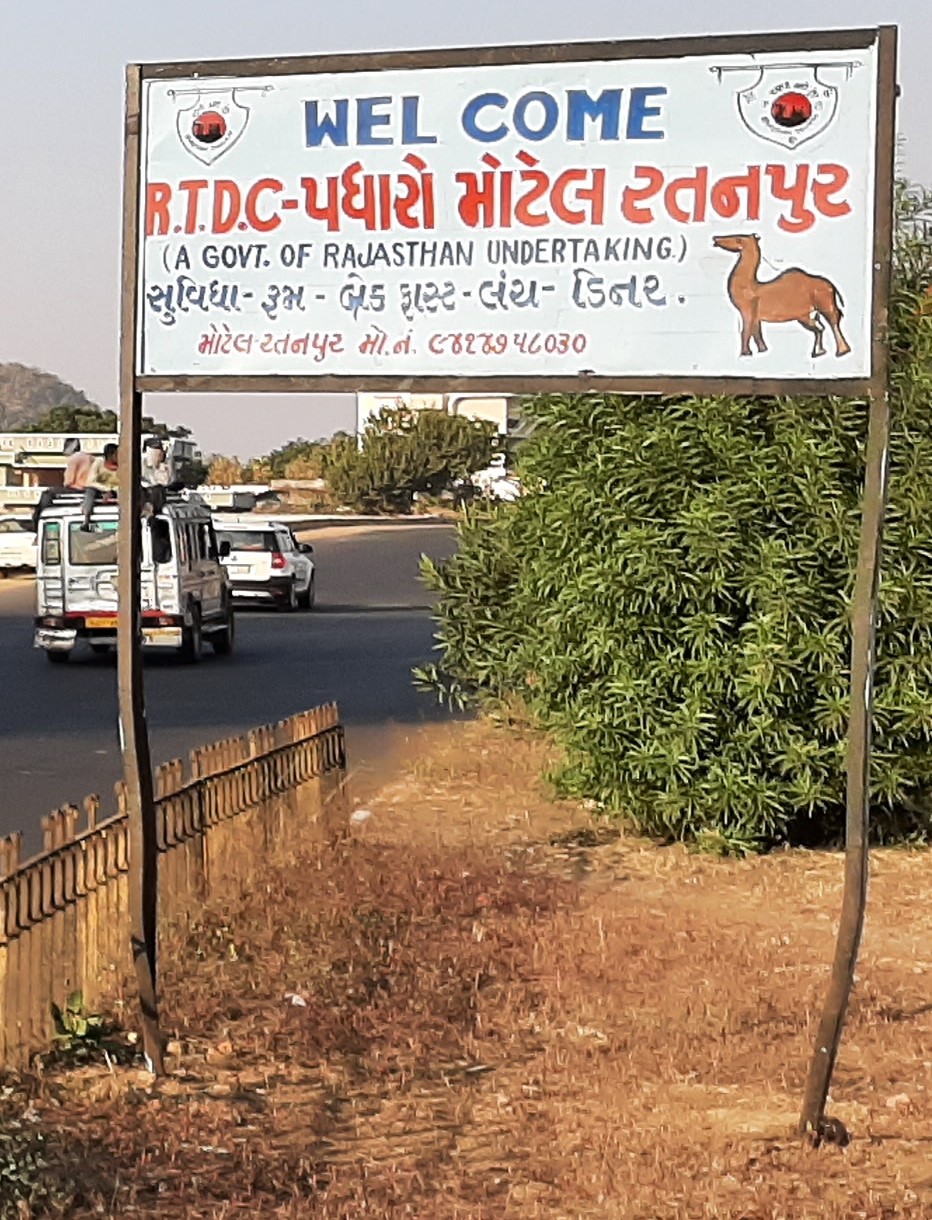 WEL COME
R.T.D.C-પધારો મોટેલ રતનપુર
(A GOVT. OF RAJASTHAN UNDERTAKING.)
સુવિધા-રૂમ-બ્રેક ફાસ્ટ-લંચ-ડિનર.
મોટેલ-રતનપુર મો.નં. ૯૪૧૪૭૫૮૦૩૦